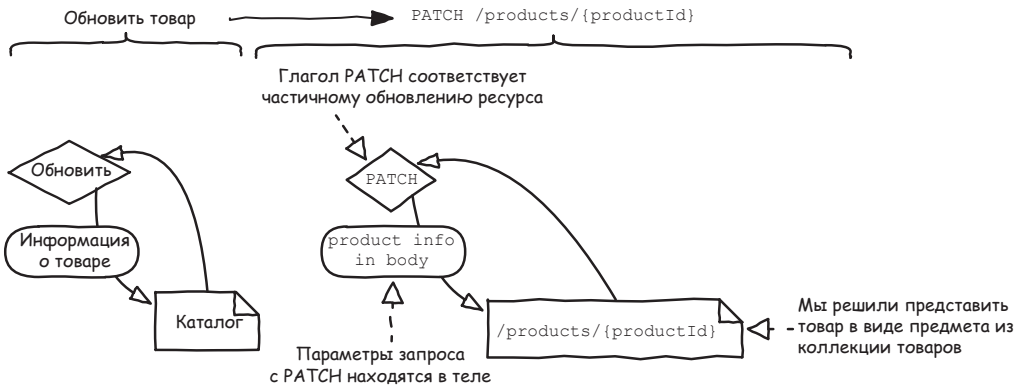 Обновить товар
PATCH /products/{productId}
Глагол PATCH соответствует
частичному обновлению ресурса
Обновить
PATCH
Информация
о товаре
product info
in body
Каталог
/products/{productId}
Мы решили представить
товар в виде предмета из
коллекции товаров
Параметры запроса
с PATCH находятся в теле